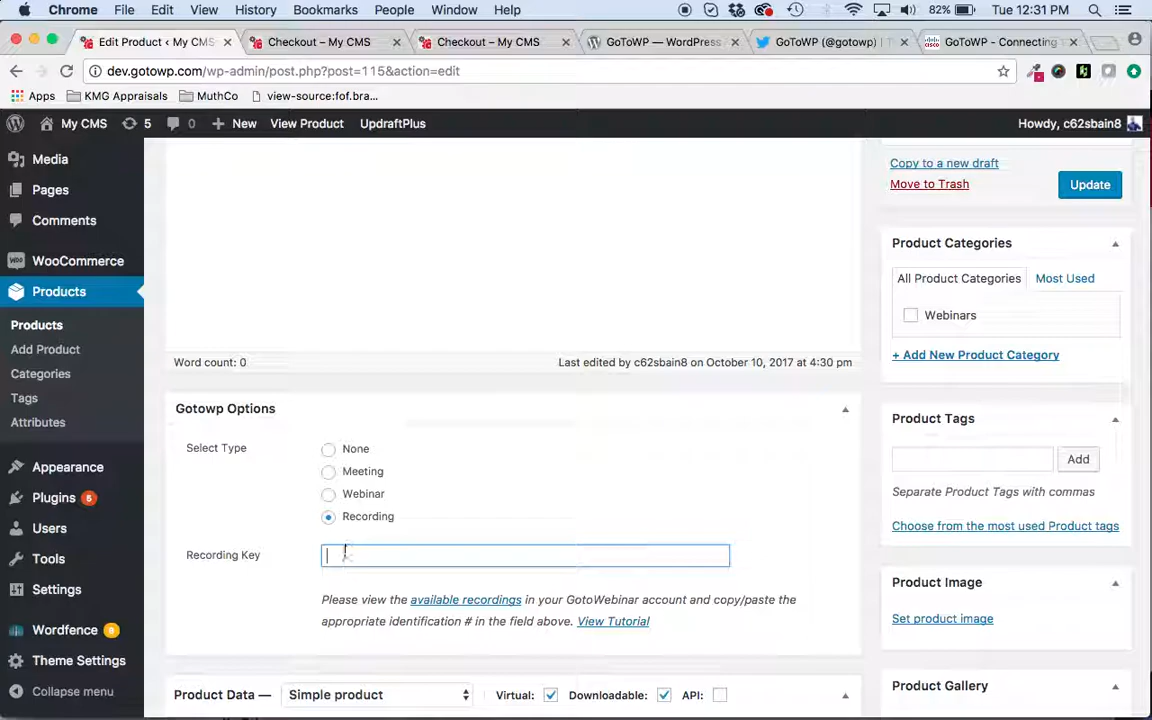 Chrome File Edit View History Bookmarks People Window Help 82% Tue 12:31 PM
Edit Product ‹ My CMS Checkout – My CMS Checkout – My CMS GoToWP — WordPress GoToWP (@gotowp) | T GoToWP - Connecting
dev.gotowp.com/wp-admin/post.php?post=115&action=edit
Apps KMG Appraisals MuthCo view-source:fof.bra...
My CMS 5 0 New View Product UpdraftPlus Howdy, c62sbain8
Media
Pages
Comments
WooCommerce
Products
Products
Add Product
Categories
Tags
Attributes
Appearance
Plugins 5
Users
Tools
Settings
Wordfence 9
Theme Settings
Collapse menu
Word count: 0 Last edited by c62sbain8 on October 10, 2017 at 4:30 pm
Gotowp Options
Select Type
None
Meeting
Webinar
Recording
Recording Key
Please view the available recordings in your GotoWebinar account and copy/paste the
appropriate identification # in the field above. View Tutorial
Product Data — Simple product Virtual: Downloadable: API:
Copy to a new draft
Move to Trash
Update
Product Categories
All Product Categories Most Used
Webinars
+ Add New Product Category
Product Tags
Add
Separate Product Tags with commas
Choose from the most used Product tags
Product Image
Set product image
Product Gallery